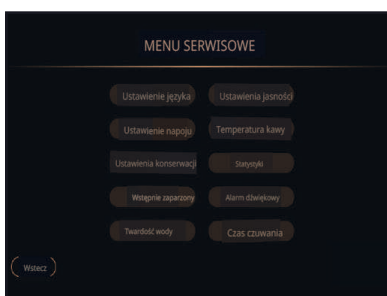 MENU SERWISOWE
Ustawienie języka Ustawienia jasności
Ustawienie napoju Temperatura kawy
Ustawienia konserwacji Statystyki
Wstępnie zaparzony Alarm dźwiękowy
Twardość wody Czas czuwania
Wstecz